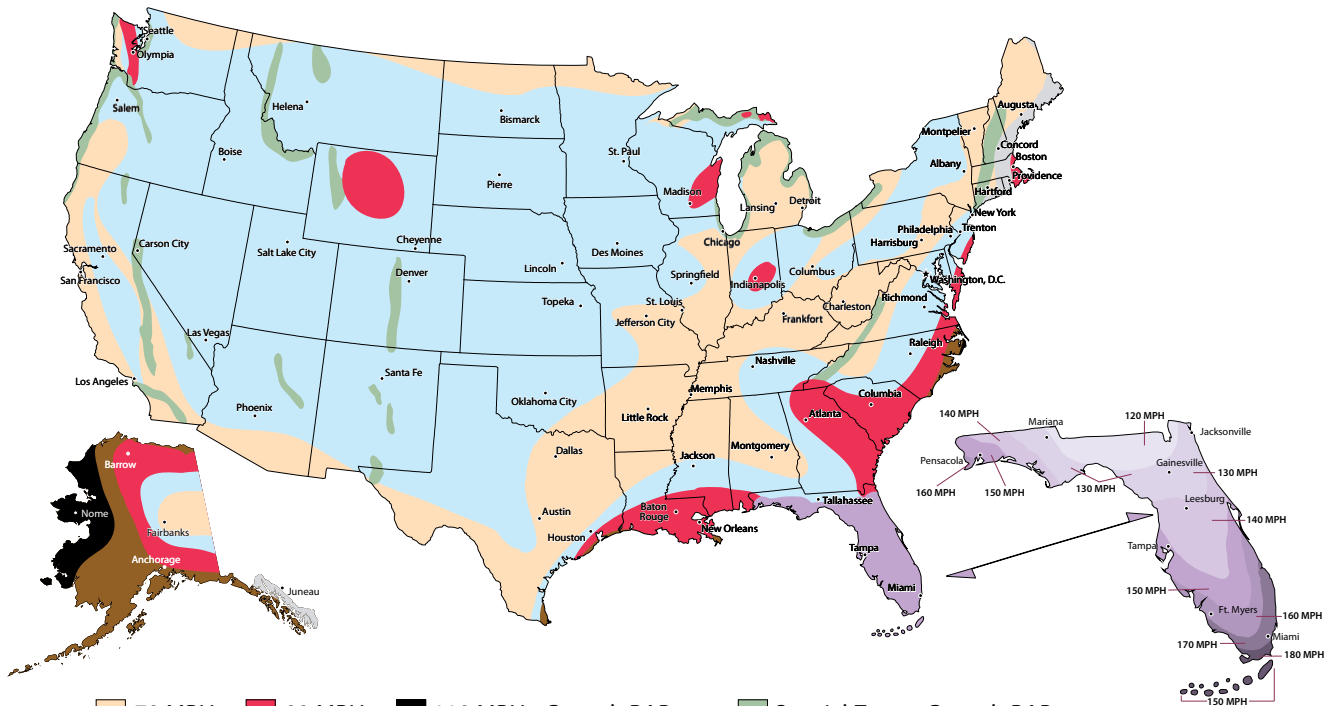 Seattle
Olympia
Salem
Helena
Boise
Bismarck
St. Paul
Pierre
Madison
Lansing
Detroit
Augusta
Montpelier
Concord
Boston
Albany
Providence
Hartford
New York
Trenton
Philadelphia
Harrisburg
Sacramento
San Francisco
Carson City
Salt Lake City
Cheyenne
Denver
Lincoln
Des Moines
Chicago
Springfield
Indianapolis
Columbus
Washington, D.C.
Richmond
Charleston
Topeka
St. Louis
Jefferson City
Frankfort
Las Vegas
Los Angeles
Phoenix
Santa Fe
Oklahoma City
Nashville
Memphis
Raleigh
Columbia
Little Rock
Atlanta
Dallas
Jackson
Montgomery
Austin
Houston
Baton
Rouge
New Orleans
Tallahassee
Tampa
Miami
Barrow
Nome
Fairbanks
Anchorage
Juneau
140 MPH
Mariana
120 MPH
Jacksonville
Pensacola
160 MPH
150 MPH
130 MPH
Gainesville
130 MPH
Leesburg
140 MPH
Tampa
150 MPH
Ft. Myers
160 MPH
Miami
170 MPH
180 MPH
150 MPH